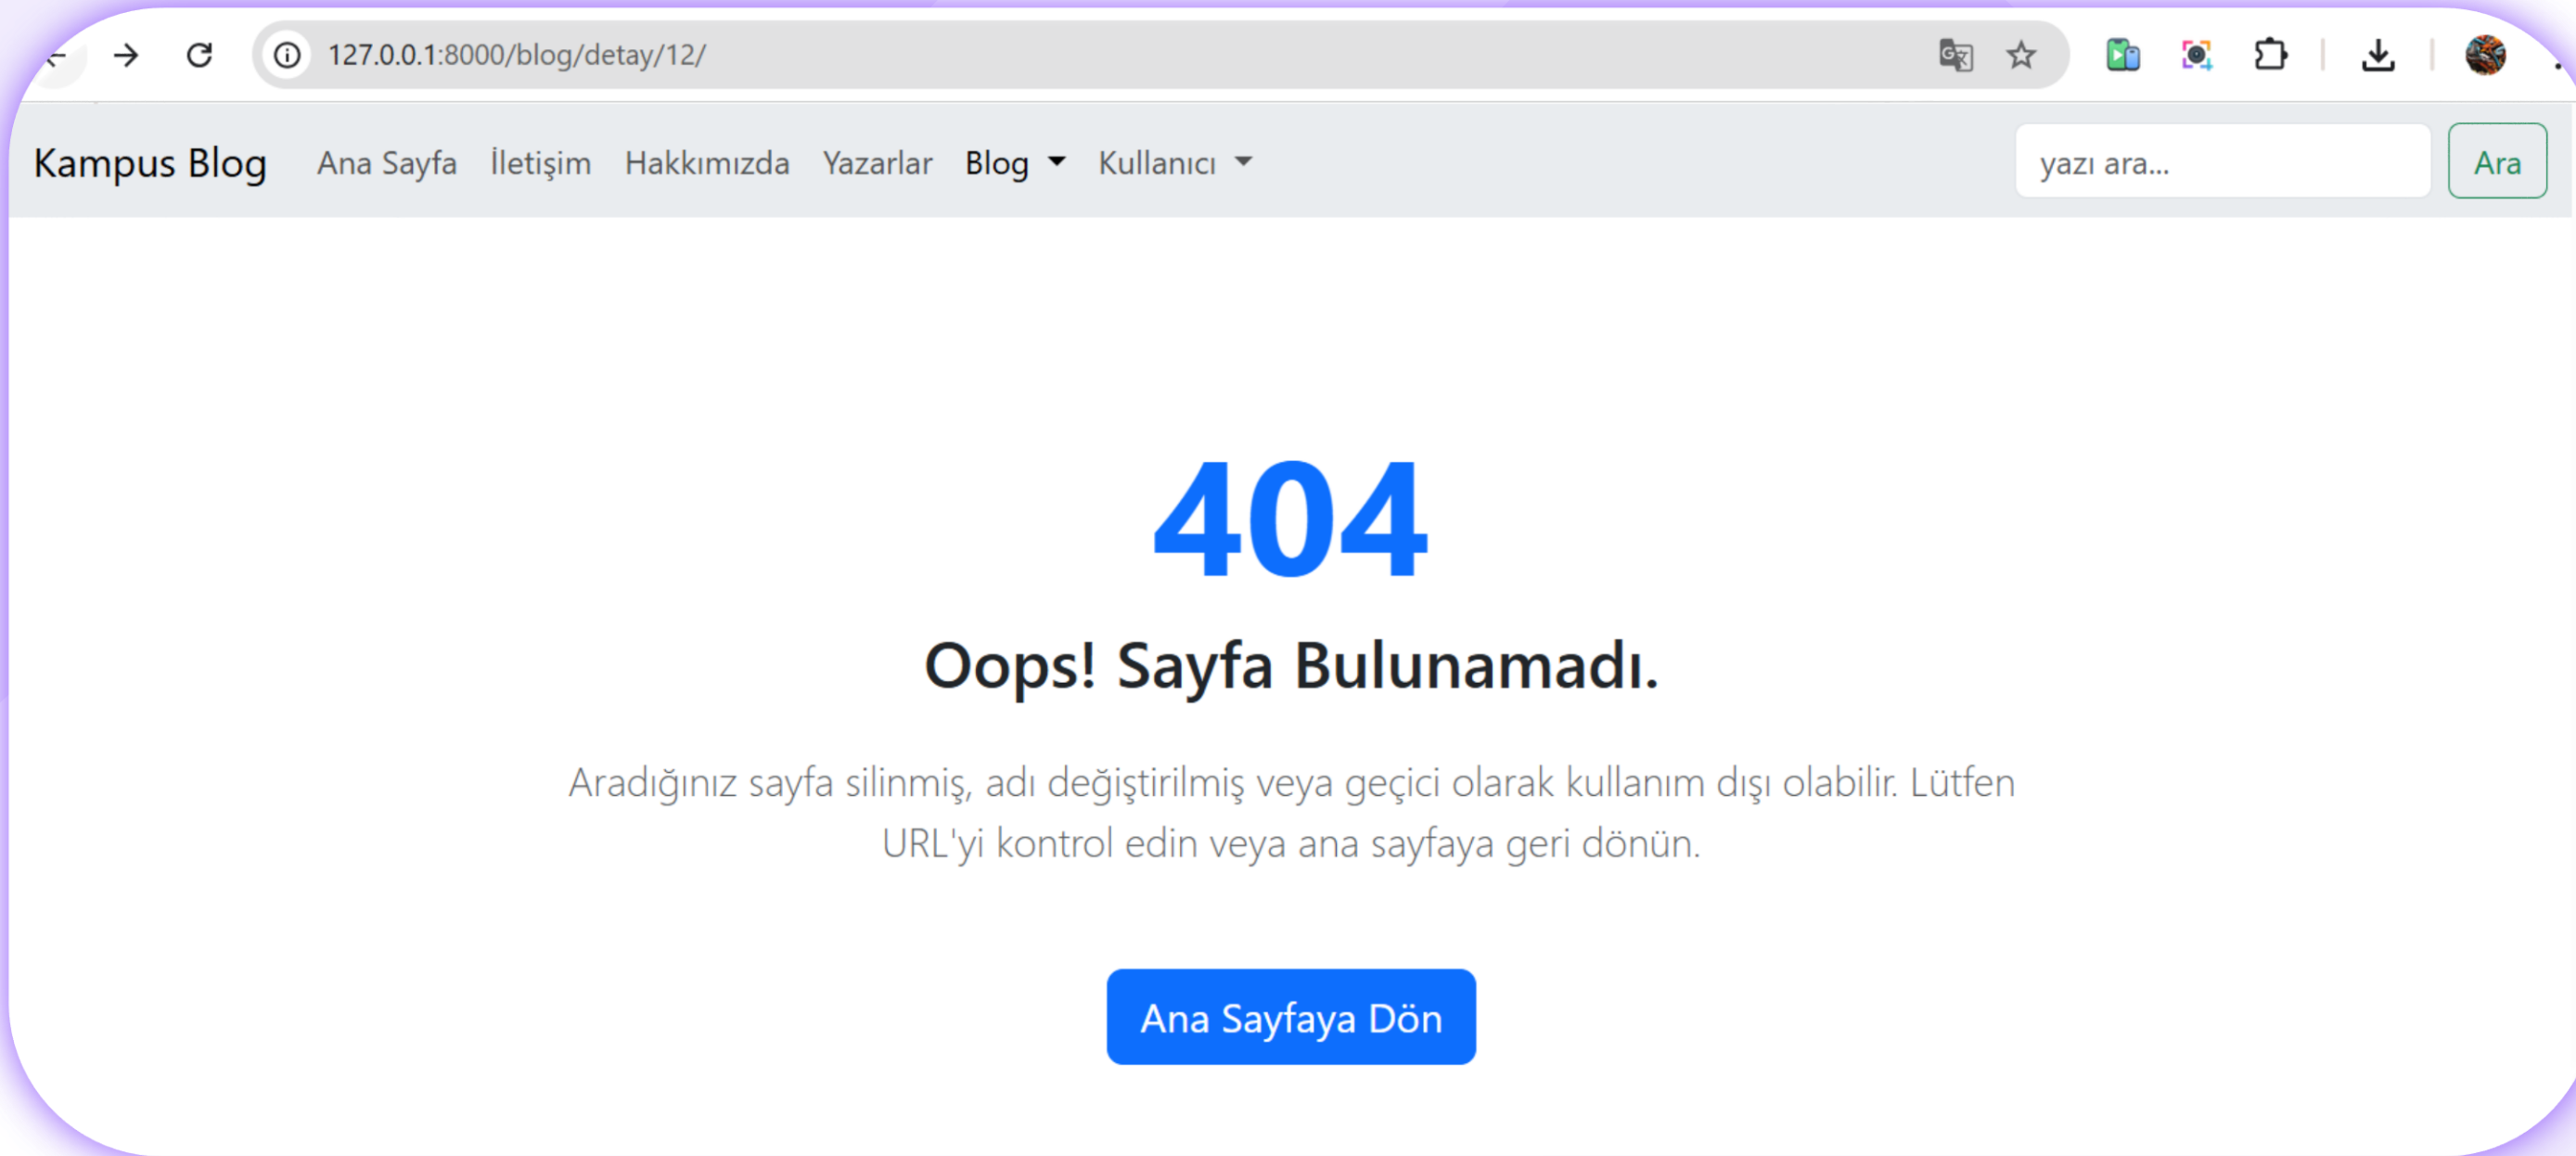 127.0.0.1:8000/blog/detay/12/
Kampus Blog Ana Sayfa İletişim Hakkımızda Yazarlar Blog Kullanıcı yazı ara... Ara
404
Oops! Sayfa Bulunamadı.
Aradığınız sayfa silinmiş, adı değiştirilmiş veya geçici olarak kullanım dışı olabilir. Lütfen
URL'yi kontrol edin veya ana sayfaya geri dönün.
Ana Sayfaya Dön